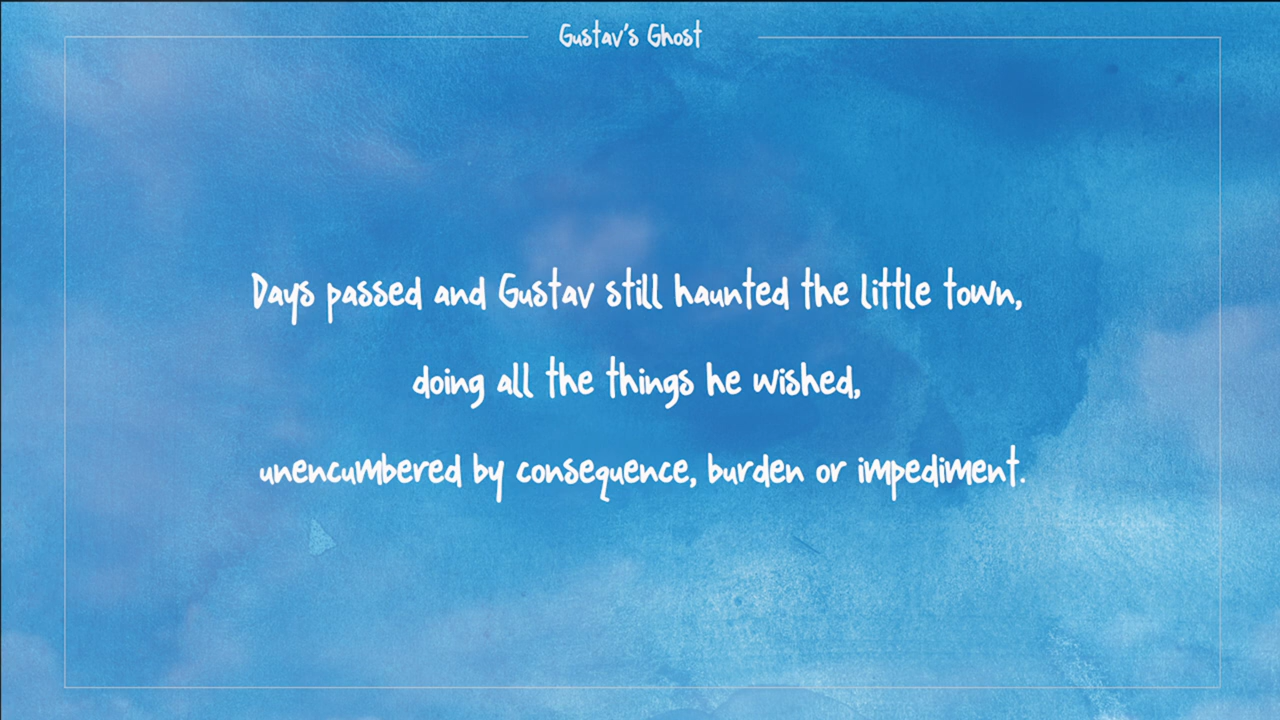 Gustav's Ghost
Days passed and Gustav still haunted the little town,
doing all the things he wished,
unencumbered by consequence, burden or impediment.